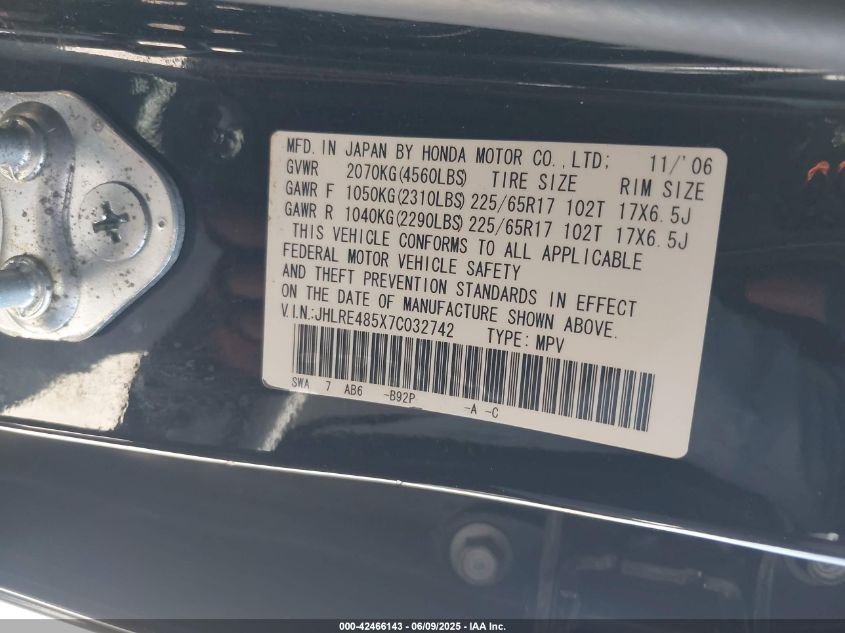 MFD. IN JAPAN BY HONDA MOTOR CO.,LTD; 11/'06
GVWR 2070KG(4560LBS) TIRE SIZE RIM SIZE
GAWR F 1050KG(2310LBS) 225/65R17 102T 17X6.5J
GAWR R 1040KG(2290LBS) 225/65R17 102T 17X6.5J
THIS VEHICLE CONFORMS TO ALL APPLICABLE
FEDERAL MOTOR VEHICLE SAFETY
AND THEFT PREVENTION STANDARDS IN EFFECT
ON THE DATE OF MANUFACTURE SHOWN ABOVE.
V.I.N.:JHLRE485X7C032742 TYPE: MPV
SWA 7 AB6 -B92P -A -C
000-42466143 - 06/09/2025 - IAA Inc.